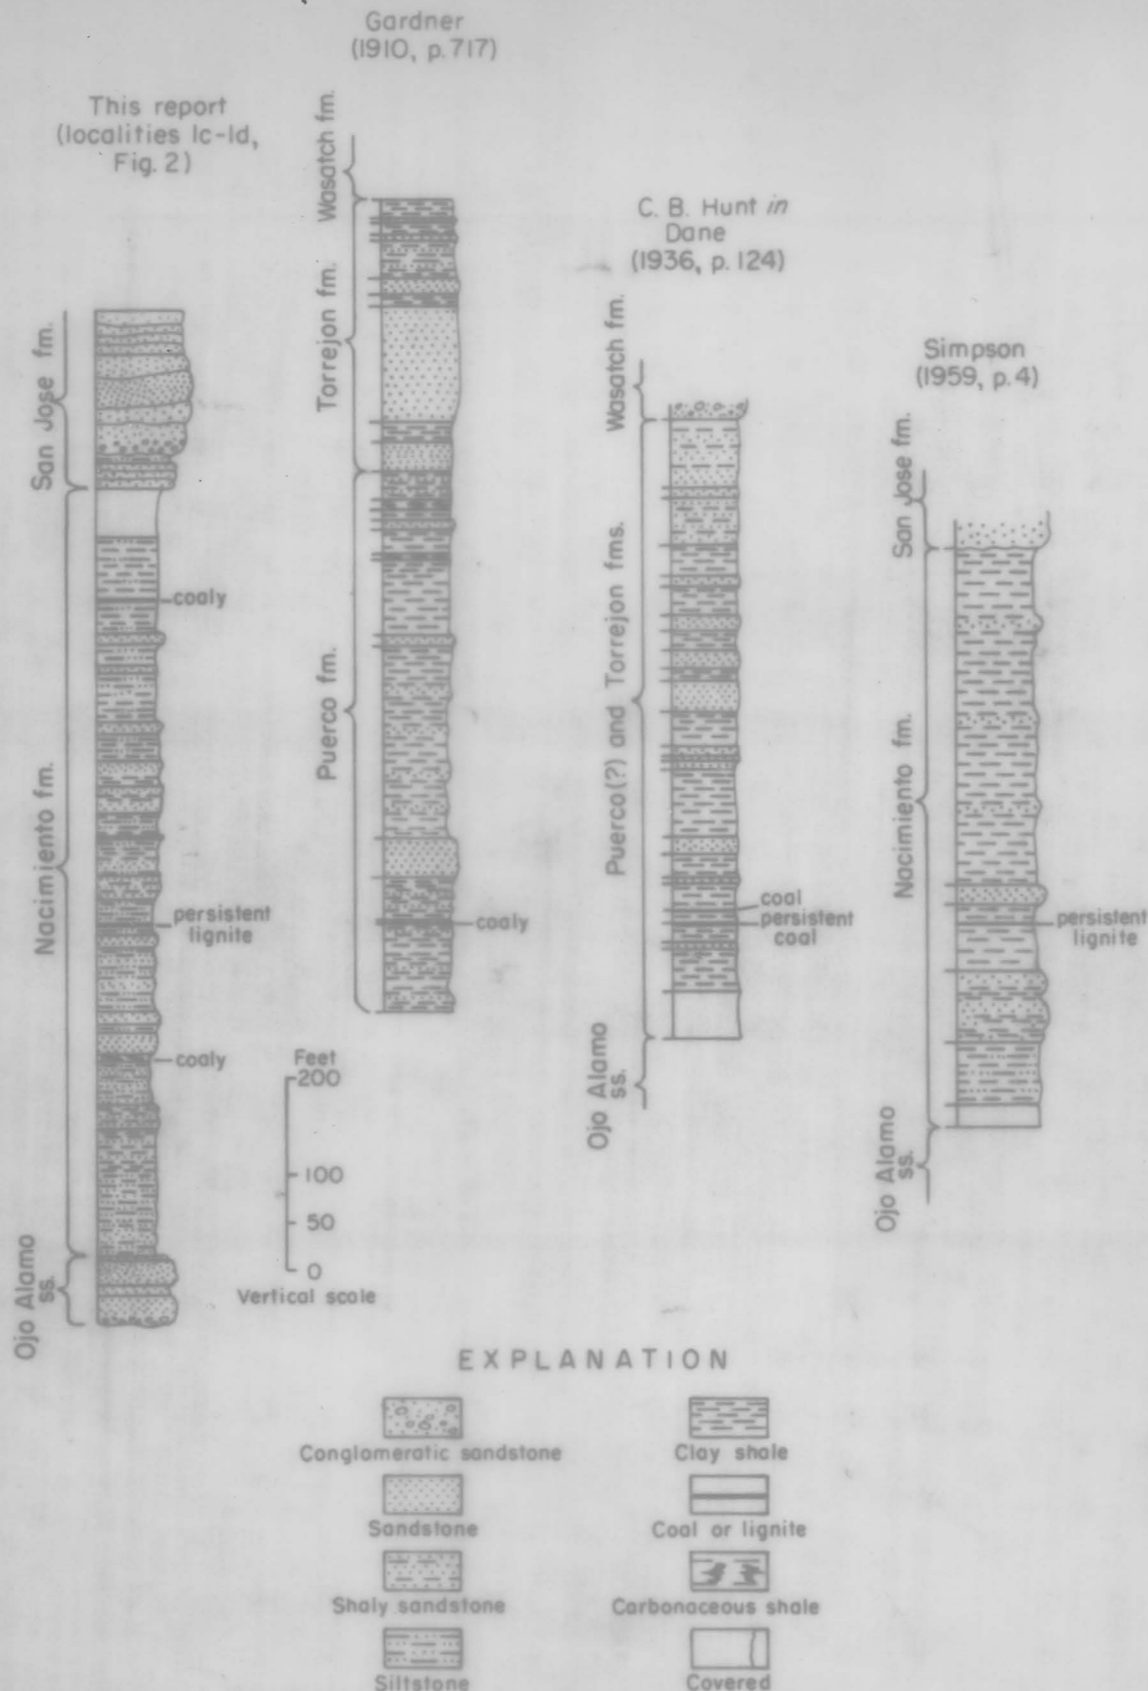 Gardner
(1910, p. 717)
This report
(localities 1c-1d,
Fig. 2)
C. B. Hunt in
Dane
(1936, p. 124)
Simpson
(1959, p. 4)
San Jose fm.
Nacimiento fm.
Ojo Alamo
ss.
coaly
persistent
lignite
coaly
Wasatch fm.
Torrejon fm.
Puerco fm.
coaly
Feet
200
100
50
0
Vertical scale
Wasatch fm.
Puerco(?) and Torrejon fms.
Ojo Alamo
ss.
coal
persistent
coal
San Jose fm.
Nacimiento fm.
Ojo Alamo
ss.
persistent
lignite
EXPLANATION
Conglomeratic sandstone
Sandstone
Shaly sandstone
Siltstone
Clay shale
Coal or lignite
Carbonaceous shale
Covered